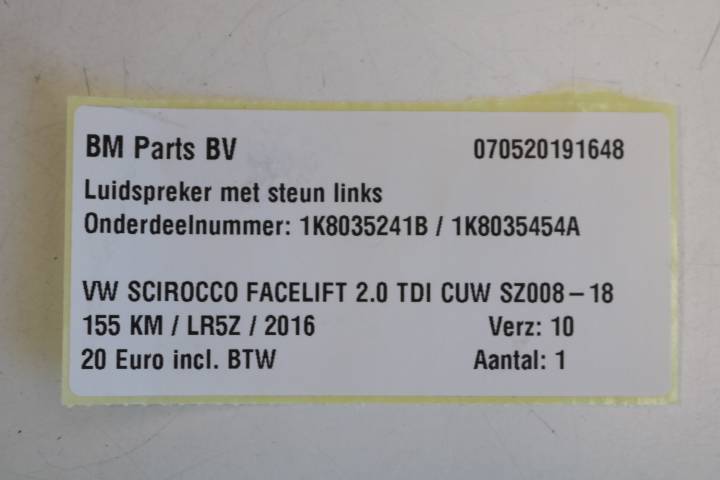 BM Parts BV 070520191648
Luidspreker met steun links
Onderdeelnummer: 1K8035241B / 1K8035454A
VW SCIROCCO FACELIFT 2.0 TDI CUW SZ008-18
155 KM / LR5Z / 2016 Verz: 10
20 Euro incl. BTW Aantal: 1